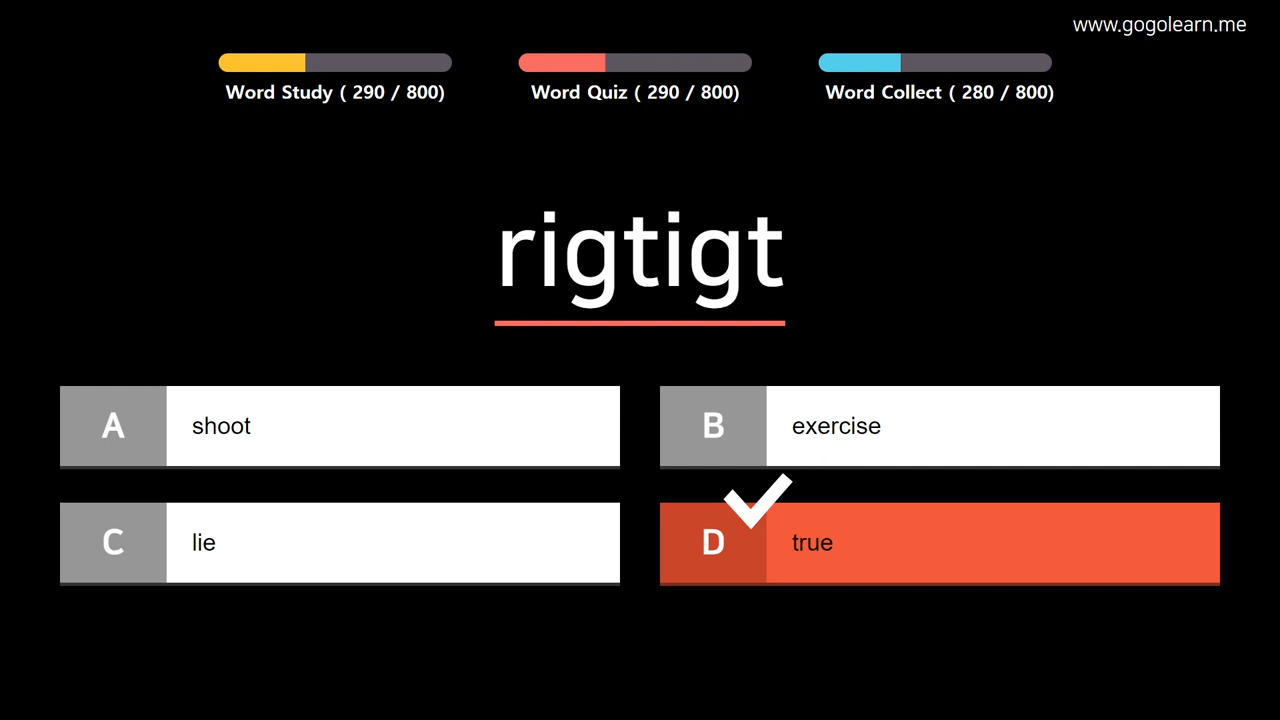 www.gogolearn.me
Word Study ( 290 / 800)
Word Quiz ( 290 / 800)
Word Collect ( 280 / 800)
rigtigt
A shoot
B exercise
C lie
D true